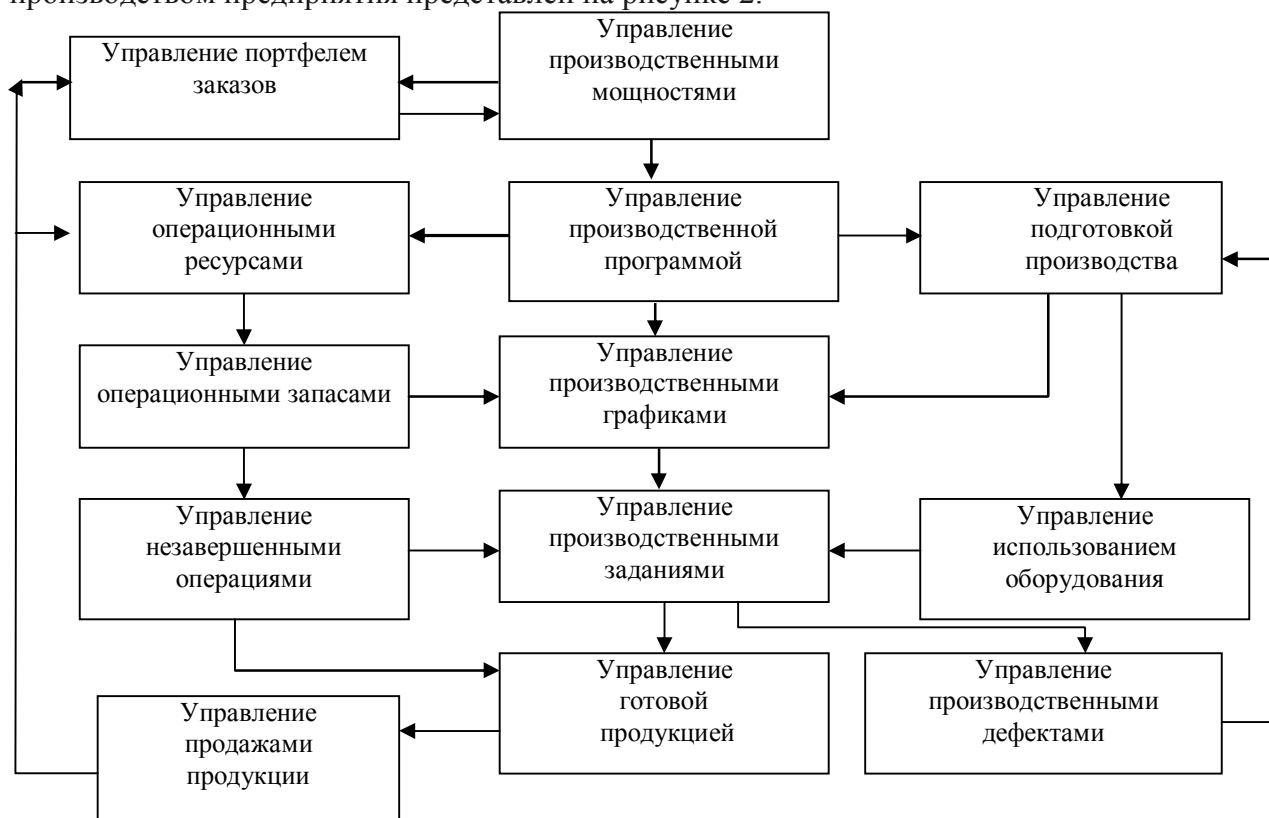 производством предприятия представлен на рисунке 2.
Управление портфелем
заказов
Управление
производственными
мощностями
Управление
операционными
ресурсами
Управление
производственной
программой
Управление
подготовкой
производства
Управление
операционными запасами
Управление
производственными
графиками
Управление
незавершенными
операциями
Управление
производственными
заданиями
Управление
использованием
оборудования
Управление
продажами
продукции
Управление
готовой
продукцией
Управление
производственными
дефектами